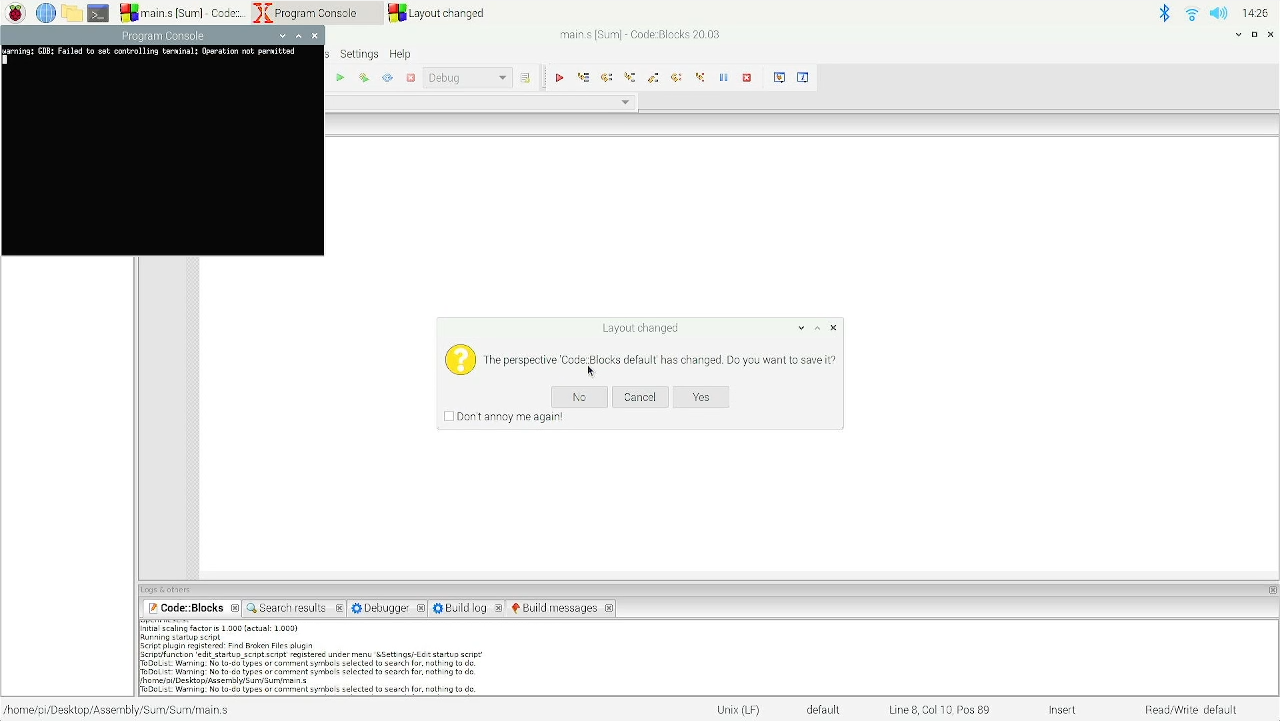 main.s [Sum] - Code::...
Program Console
Layout changed
14:26
Program Console
warning: GDB: Failed to set controlling terminal: Operation not permitted
main.s [Sum] - Code::Blocks 20.03
Settings Help
Debug
Layout changed
The perspective 'Code::Blocks default' has changed. Do you want to save it?
No Cancel Yes
Don't annoy me again!
Logs & others
Code::Blocks Search results Debugger Build log Build messages
Initial scaling factor is 1.000 (actual: 1.000)
Running startup script
Script plugin registered: Find Broken Files plugin
Script/function 'edit_startup_script.script' registered under menu '&Settings/-Edit startup script'
ToDoList: Warning: No to-do types or comment symbols selected to search for, nothing to do.
ToDoList: Warning: No to-do types or comment symbols selected to search for, nothing to do.
/home/pi/Desktop/Assembly/Sum/Sum/main.s
ToDoList: Warning: No to-do types or comment symbols selected to search for, nothing to do.
/home/pi/Desktop/Assembly/Sum/Sum/main.s Unix (LF) default Line 8, Col 10, Pos 89 Insert Read/Write default